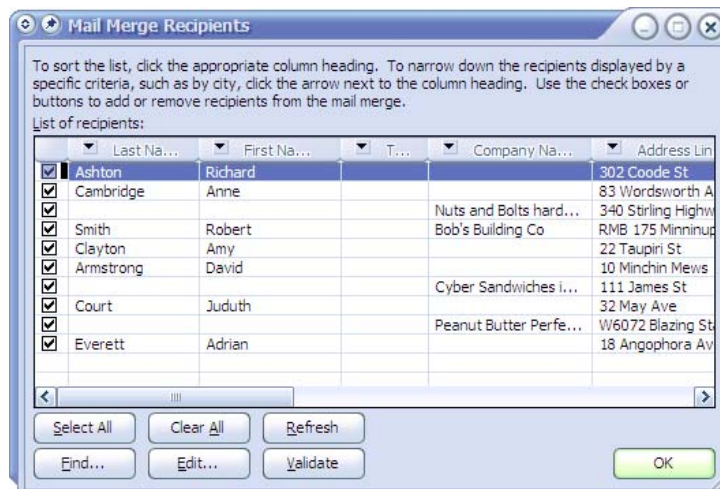 Mail Merge Recipients
To sort the list, click the appropriate column heading. To narrow down the recipients displayed by a
specific criteria, such as by city, click the arrow next to the column heading. Use the check boxes or
buttons to add or remove recipients from the mail merge.
List of recipients:
Last Na... First Na... T... Company Na... Address Lin
Ashton Richard 302 Coode St
Cambridge Anne 83 Wordsworth A
Nuts and Bolts hard... 340 Stirling Highw
Smith Robert Bob's Building Co RMB 175 Minninup
Clayton Amy 22 Taupiri St
Armstrong David 10 Minchin Mews
Cyber Sandwiches i... 111 James St
Court Juduth 32 May Ave
Peanut Butter Perfe... W6072 Blazing Sta
Everett Adrian 18 Angophora Av
Select All Clear All Refresh
Find... Edit... Validate OK